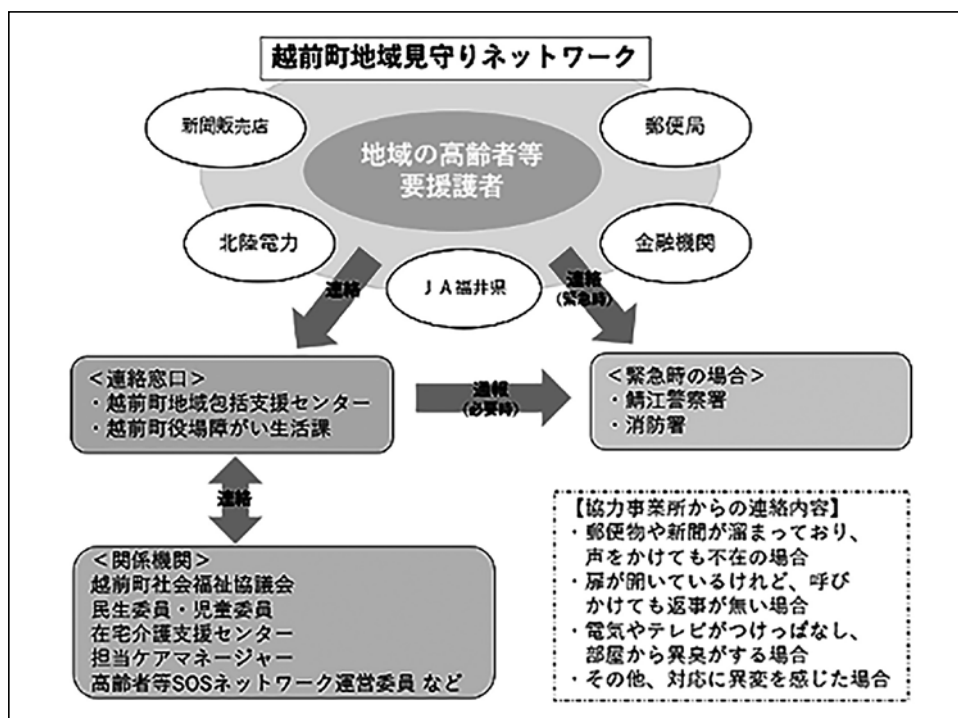 越前町地域見守りネットワーク
新聞販売店
郵便局
地域の高齢者等
要援護者
北陸電力
金融機関
JA福井県
連絡
連絡
(緊急時)
<連絡窓口>
・越前町地域包括支援センター
・越前町役場障がい生活課
通報
(必要時)
<緊急時の場合>
・鯖江警察署
・消防署
連絡
<関係機関>
越前町社会福祉協議会
民生委員・児童委員
在宅介護支援センター
担当ケアマネージャー
高齢者等SOSネットワーク運営委員 など
【協力事業所からの連絡内容】
・郵便物や新聞が溜まっており、
声をかけても不在の場合
・扉が開いているけれど、呼び
かけても返事が無い場合
・電気やテレビがつけっぱなし、
部屋から異臭がする場合
・その他、対応に異変を感じた場合